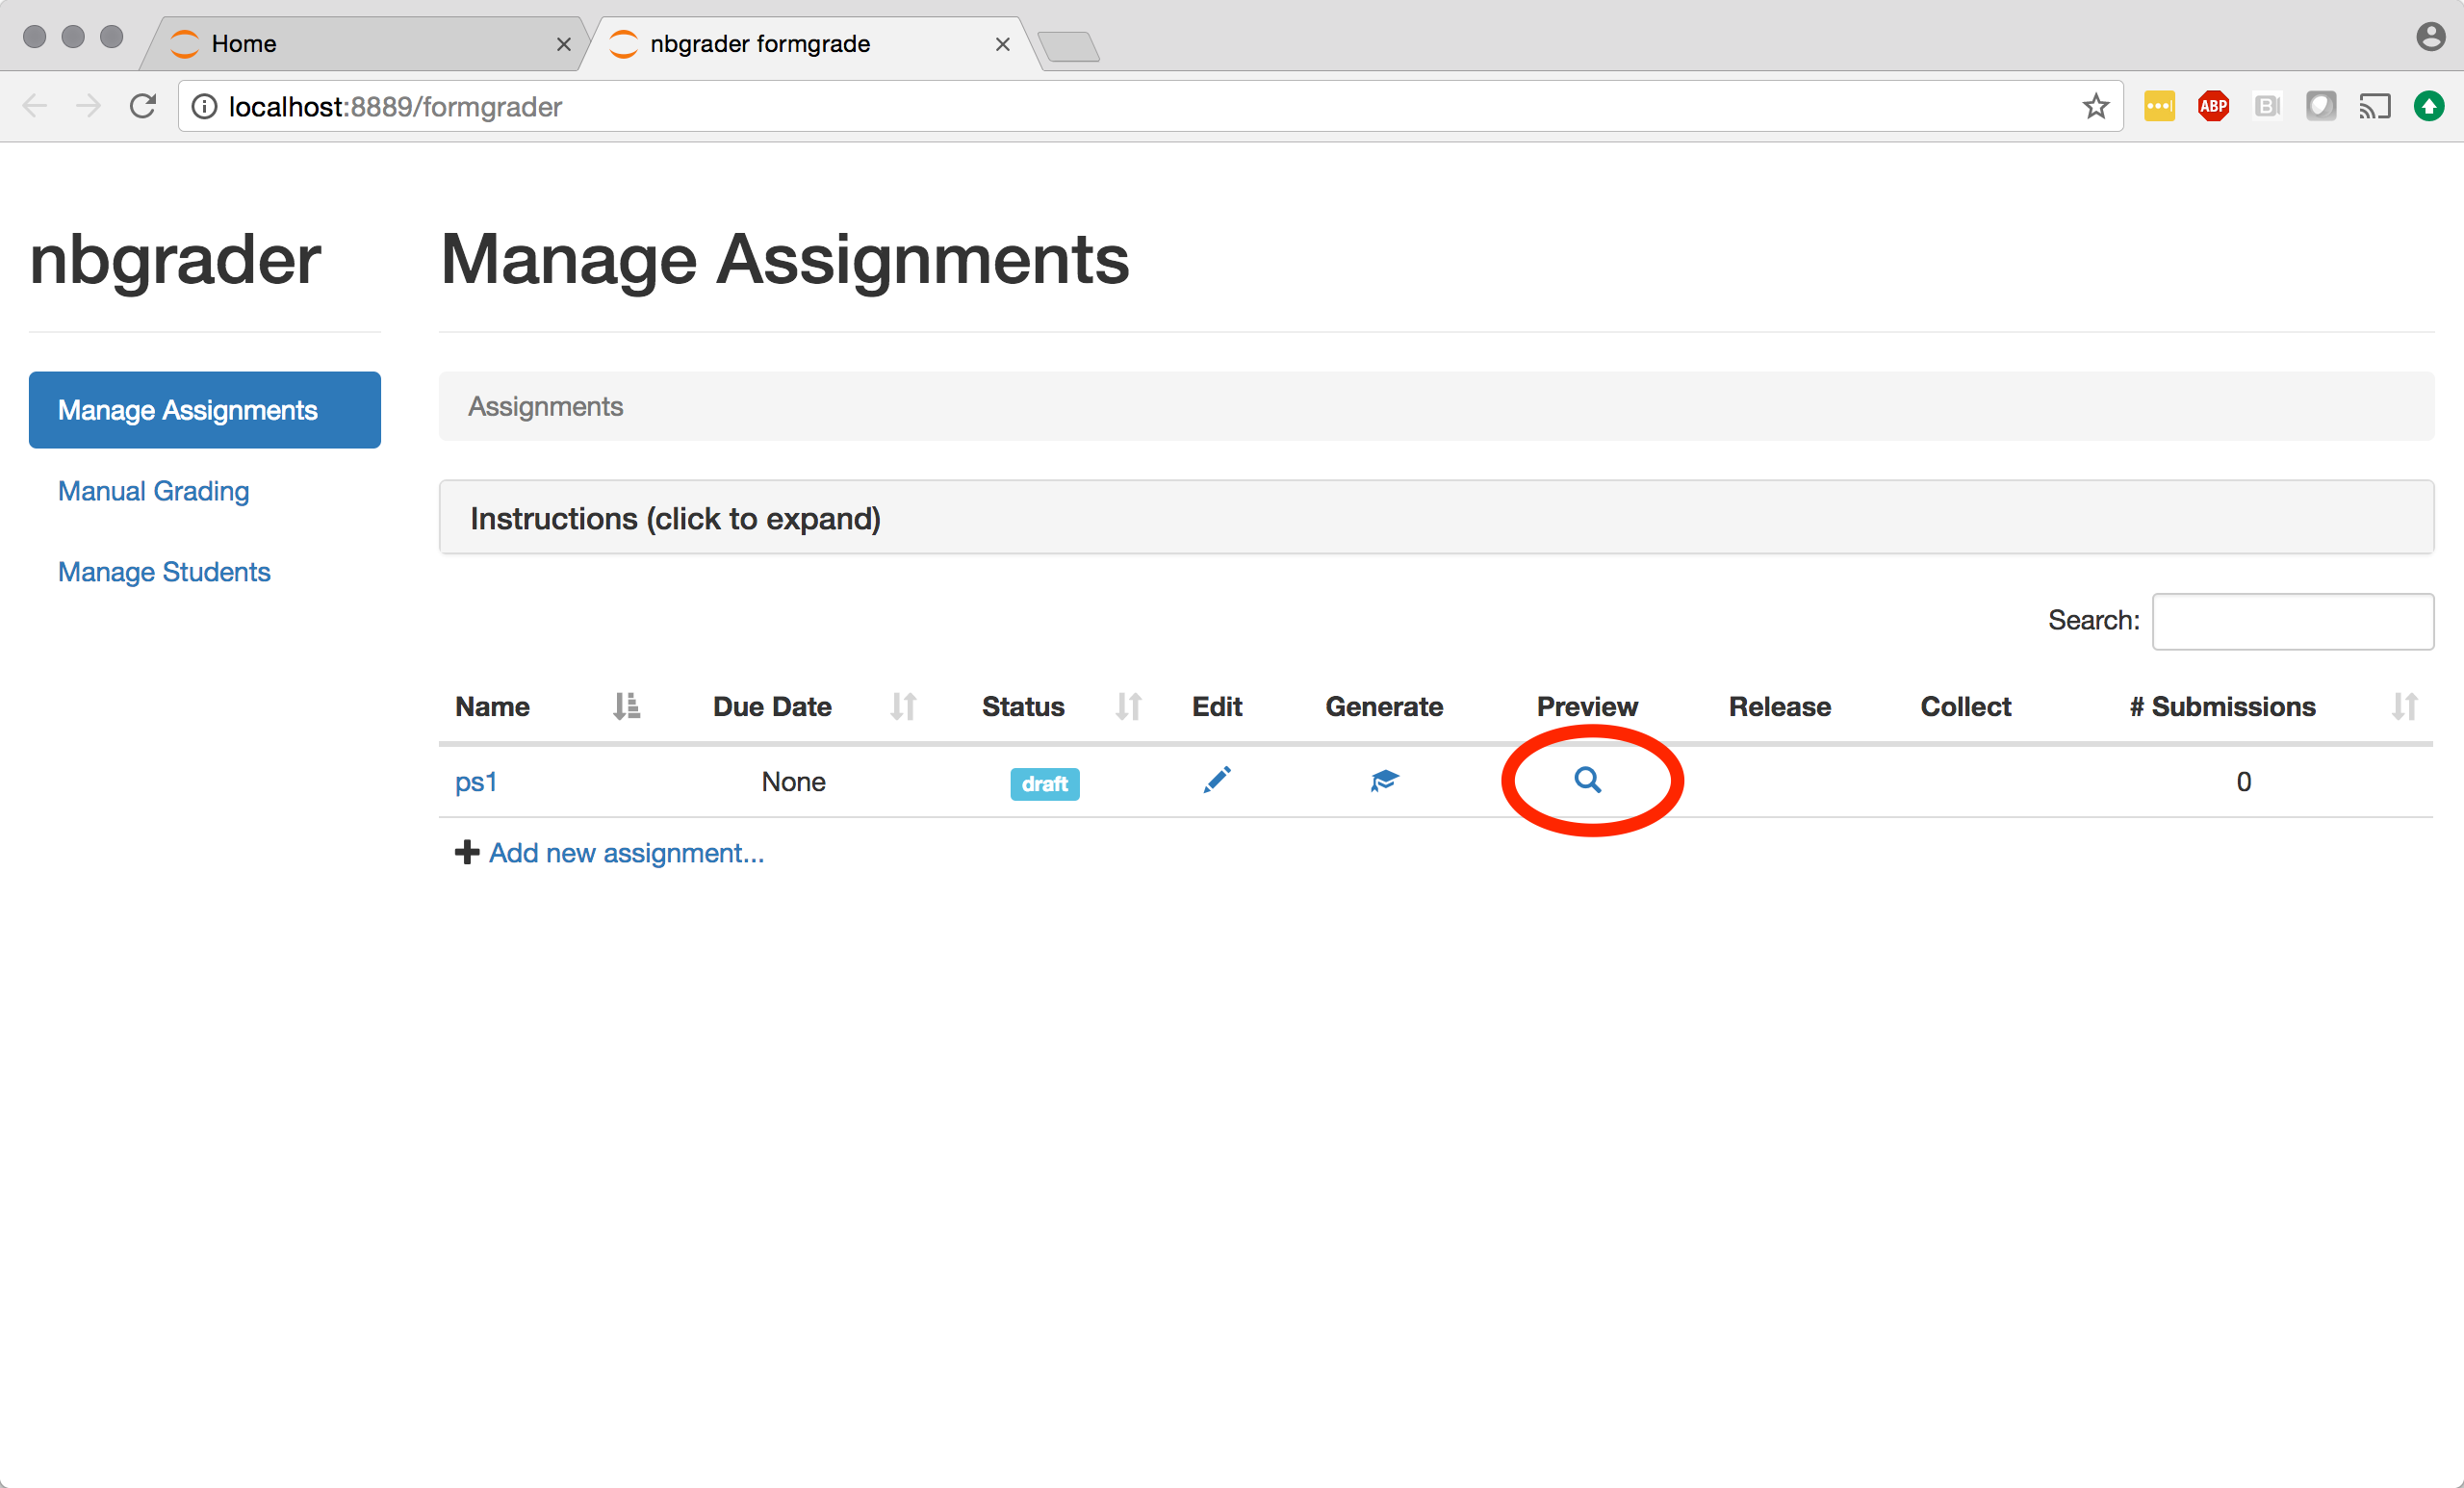 Home
nbgrader formgrade
localhost:8889/formgrader
ABP
B
nbgrader
Manage Assignments
Manage Assignments
Manual Grading
Manage Students
Assignments
Instructions (click to expand)
Search:
Name Due Date Status Edit Generate Preview Release Collect # Submissions
ps1 None draft 0
Add new assignment...